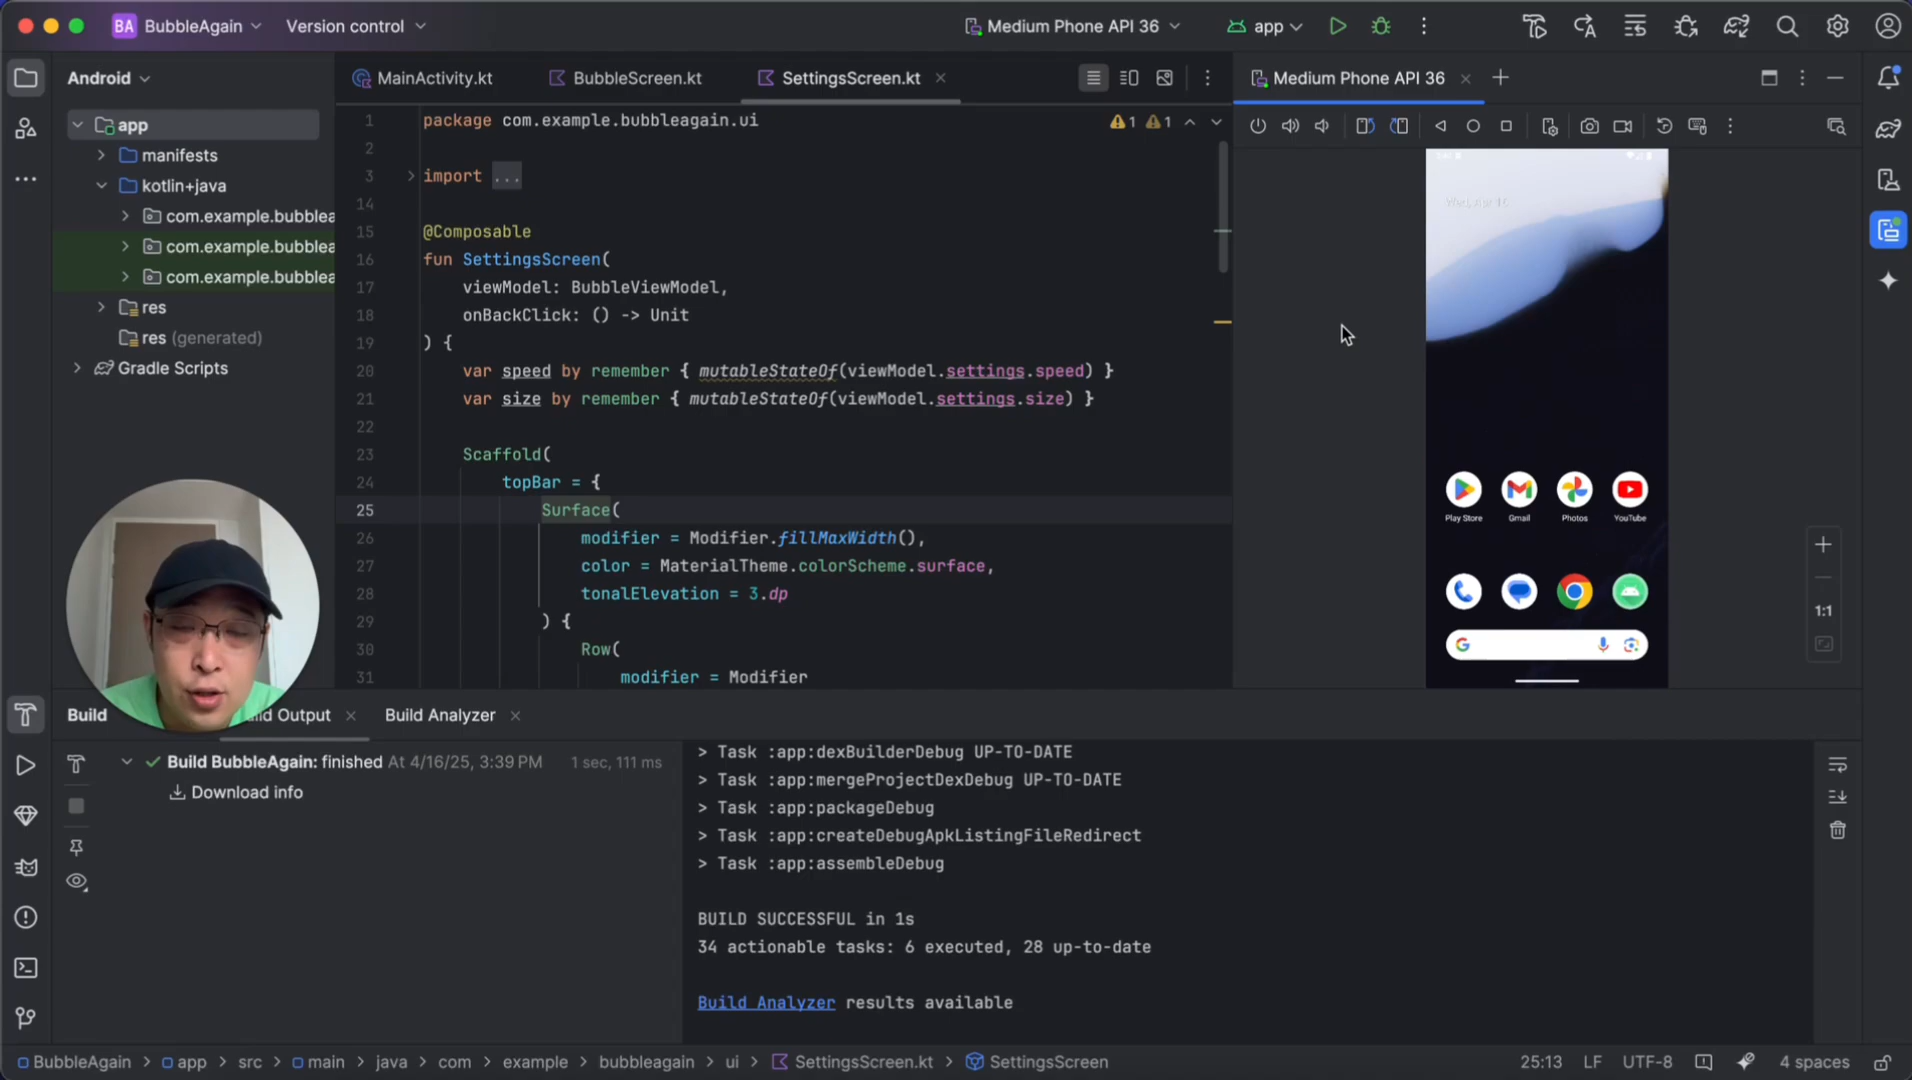 BA BubbleAgain Version control Medium Phone API 36 app
Android
MainActivity.kt BubbleScreen.kt SettingsScreen.kt
Medium Phone API 36
app
manifests
kotlin+java
com.example.bubblea
com.example.bubblea
com.example.bubblea
res
res (generated)
Gradle Scripts
1 package com.example.bubbleagain.ui
2
3 import ...
14
15 @Composable
16 fun SettingsScreen(
17 viewModel: BubbleViewModel,
18 onBackClick: () -> Unit
19 ) {
20 var speed by remember { mutableStateOf(viewModel.settings.speed) }
21 var size by remember { mutableStateOf(viewModel.settings.size) }
22
23 Scaffold(
24 topBar = {
25 Surface(
26 modifier = Modifier.fillMaxWidth(),
27 color = MaterialTheme.colorScheme.surface,
28 tonalElevation = 3.dp
29 ) {
30 Row(
31 modifier = Modifier
1 1
Wed, Apr 16
Play Store Gmail Photos YouTube
1:1
Build ld Output Build Analyzer
Build BubbleAgain: finished At 4/16/25, 3:39 PM 1 sec, 111 ms
Download info
> Task :app:dexBuilderDebug UP-TO-DATE
> Task :app:mergeProjectDexDebug UP-TO-DATE
> Task :app:packageDebug
> Task :app:createDebugApkListingFileRedirect
> Task :app:assembleDebug
BUILD SUCCESSFUL in 1s
34 actionable tasks: 6 executed, 28 up-to-date
Build Analyzer results available
BubbleAgain > app > src > main > java > com > example > bubbleagain > ui > SettingsScreen.kt > SettingsScreen 25:13 LF UTF-8 4 spaces